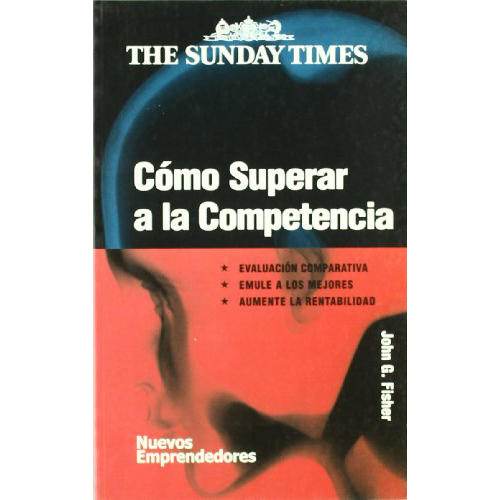 THE SUNDAY TIMES
Cómo Superar
a la Competencia
★ EVALUACIÓN COMPARATIVA
★ EMULE A LOS MEJORES
★ AUMENTE LA RENTABILIDAD
John G. Fisher
Nuevos
Emprendedores